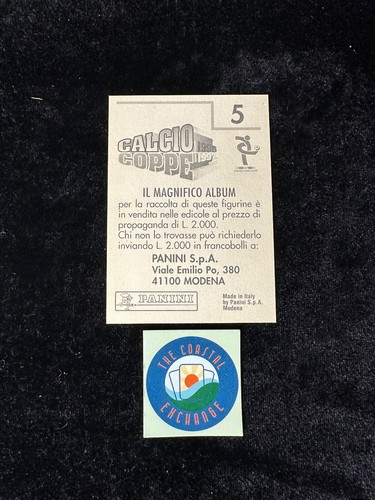 5
CALCIO
COPPE
IL MAGNIFICO ALBUM
per la raccolta di queste figurine è
in vendita nelle edicole al prezzo di
propaganda di L. 2.000.
Chi non lo trovasse può richiederlo
inviando L. 2.000 in francobolli a:
PANINI S.p.A.
Viale Emilio Po, 380
41100 MODENA
PANINI
Made in Italy
by Panini S.p.A.
Modena
THE COASTAL
EXCHANGE